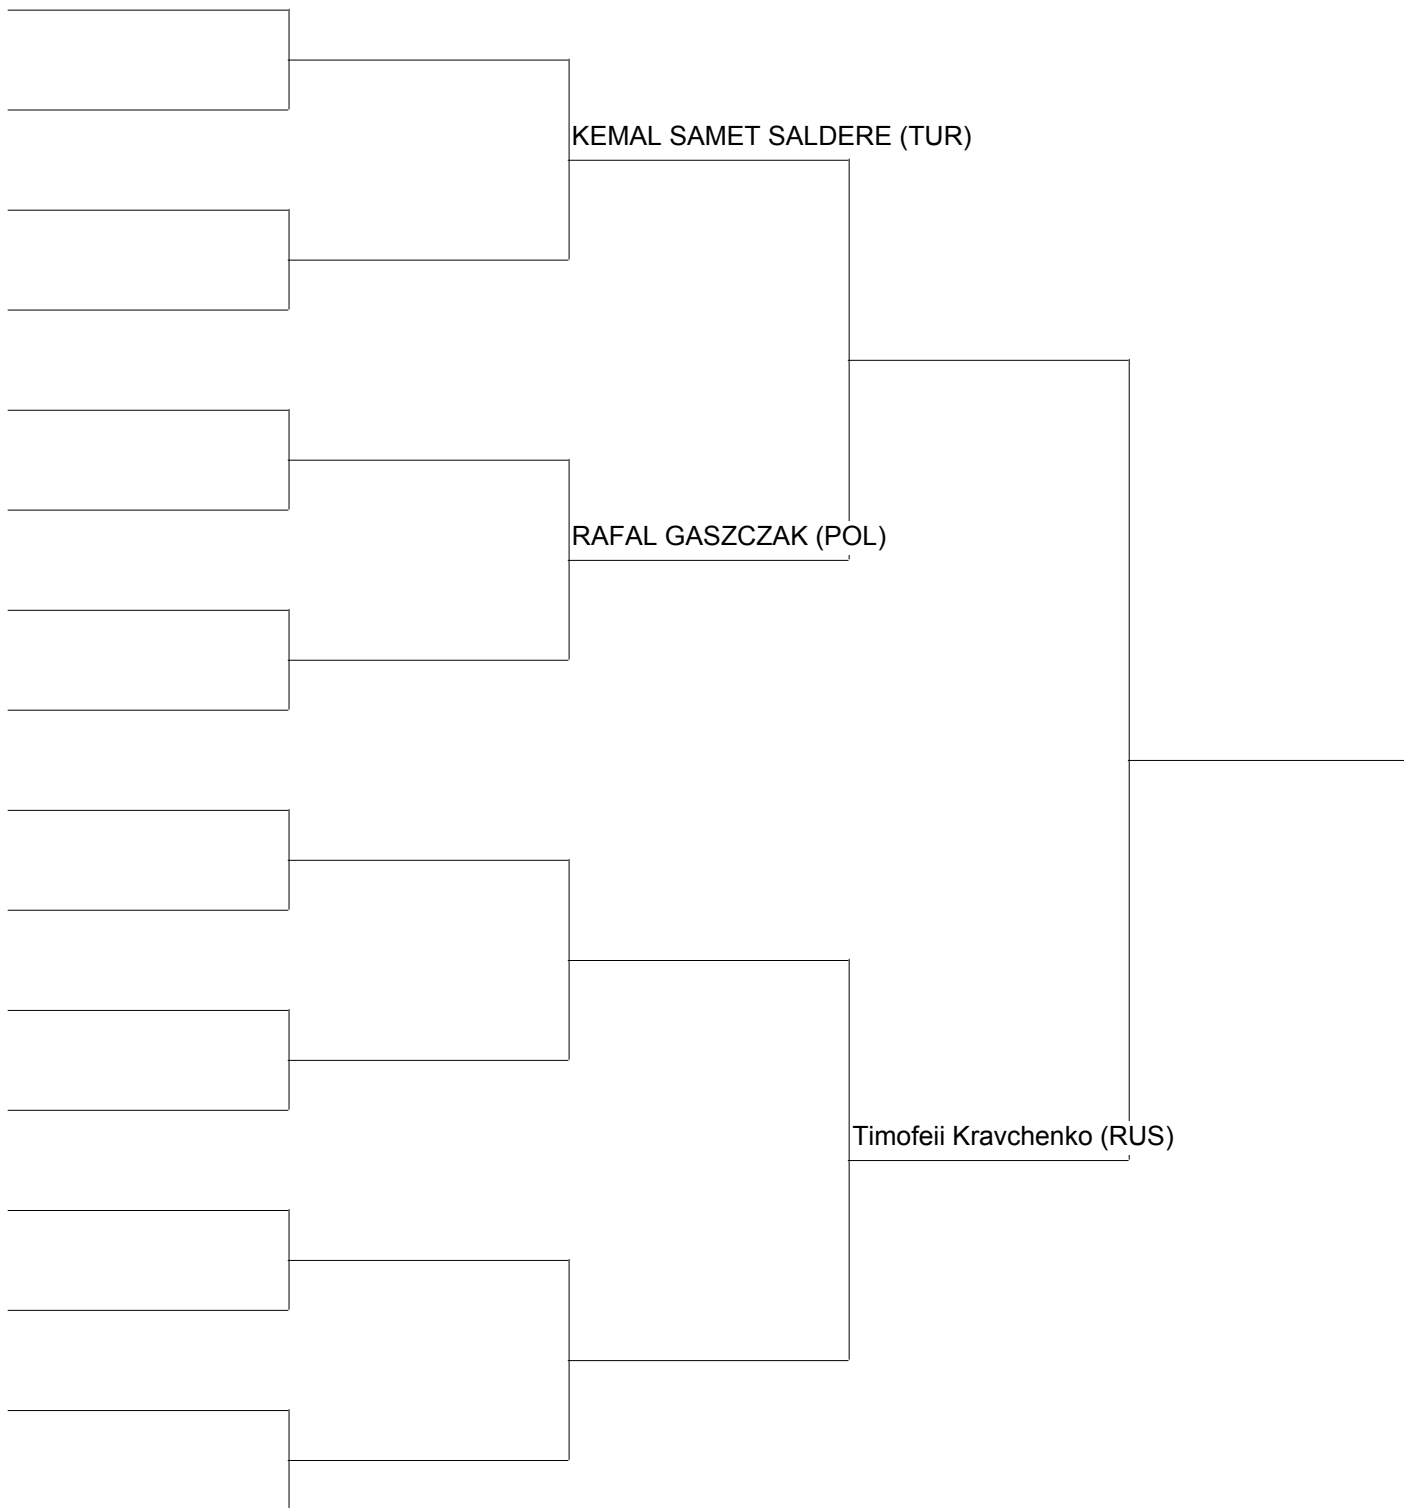 KEMAL SAMET SALDERE (TUR)
RAFAL GASZCZAK (POL)
Timofeii Kravchenko (RUS)